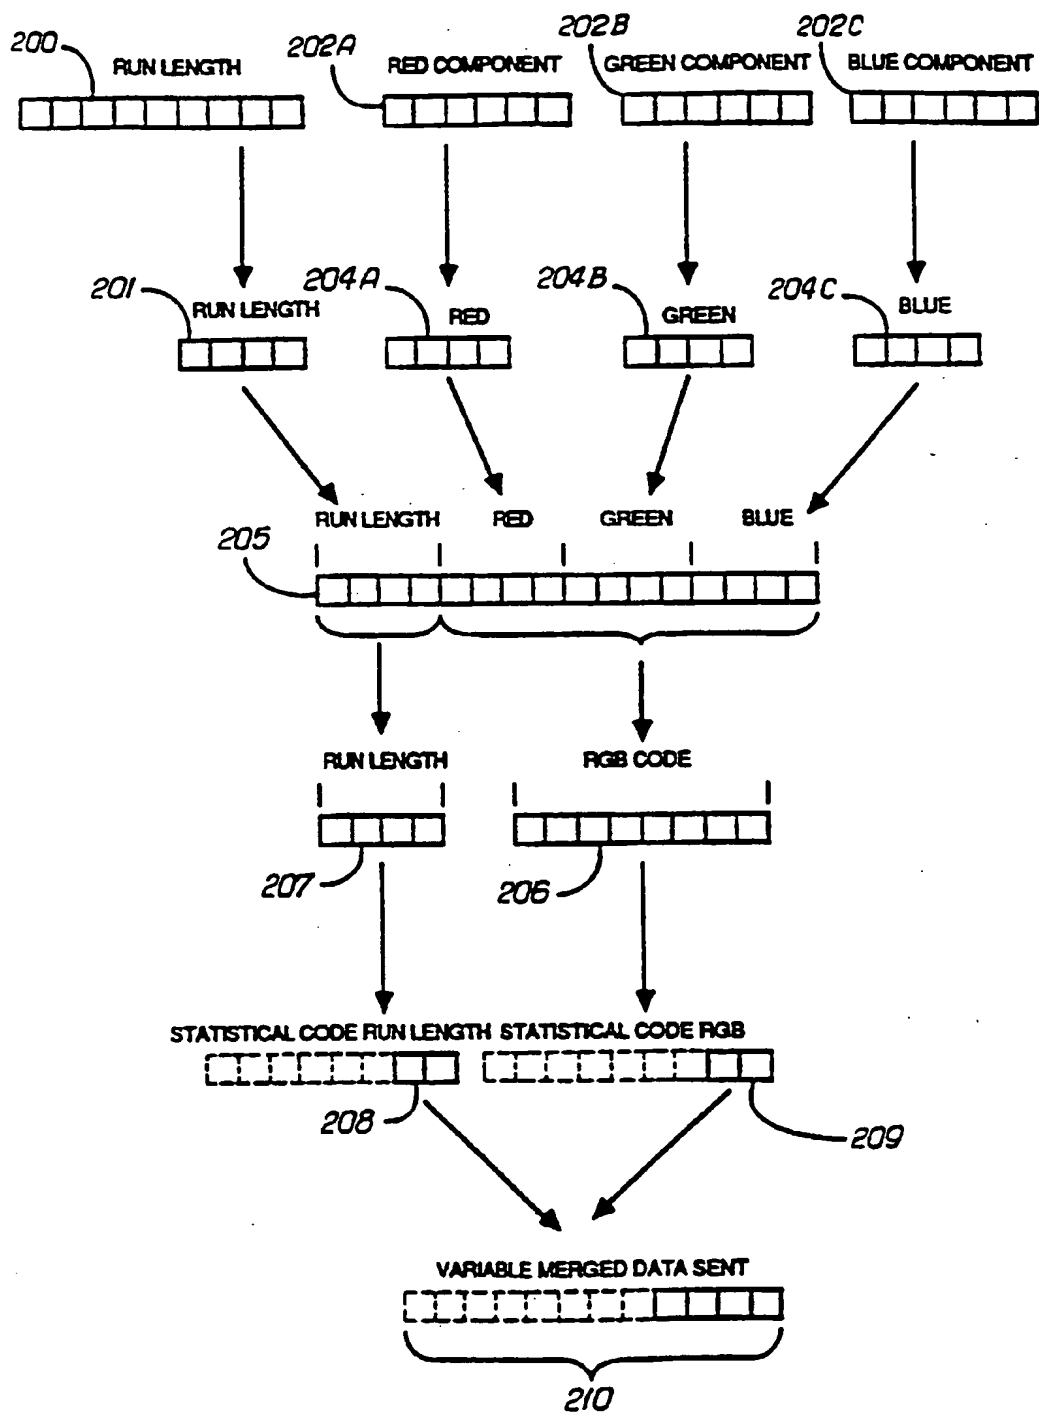 200 RUN LENGTH
202A RED COMPONENT
202B GREEN COMPONENT
202C BLUE COMPONENT
201 RUN LENGTH
204A RED
204B GREEN
204C BLUE
205
RUN LENGTH RED GREEN BLUE
RUN LENGTH RGB CODE
207 206
STATISTICAL CODE RUN LENGTH STATISTICAL CODE RGB
208 209
VARIABLE MERGED DATA SENT
210